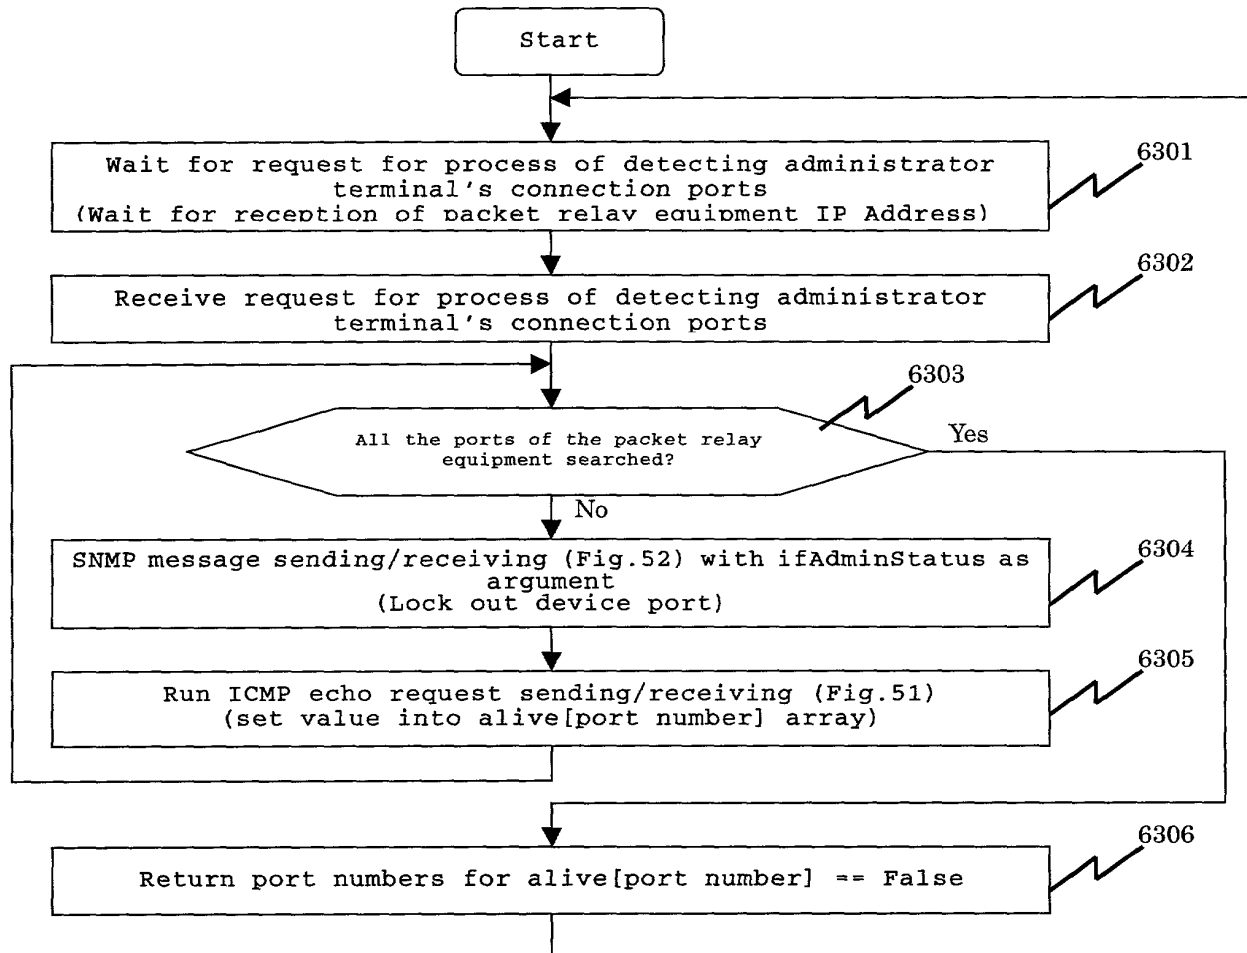 Start
Wait for request for process of detecting administrator
terminal's connection ports
(Wait for reception of packet relay equipment IP Address)
6301
Receive request for process of detecting administrator
terminal's connection ports
6302
All the ports of the packet relay
equipment searched?
6303
Yes
No
SNMP message sending/receiving (Fig.52) with ifAdminStatus as
argument
(Lock out device port)
6304
Run ICMP echo request sending/receiving (Fig.51)
(set value into alive[port number] array)
6305
Return port numbers for alive[port number] == False
6306